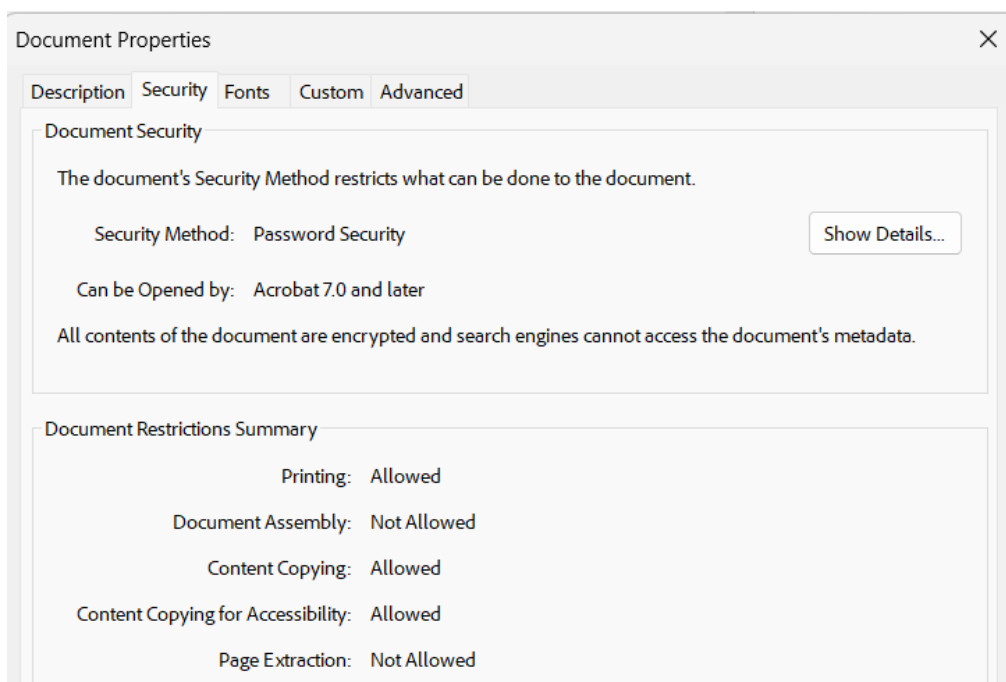 Document Properties
Description Security Fonts Custom Advanced
Document Security
The document's Security Method restricts what can be done to the document.
Security Method: Password Security Show Details...
Can be Opened by: Acrobat 7.0 and later
All contents of the document are encrypted and search engines cannot access the document's metadata.
Document Restrictions Summary
Printing: Allowed
Document Assembly: Not Allowed
Content Copying: Allowed
Content Copying for Accessibility: Allowed
Page Extraction: Not Allowed